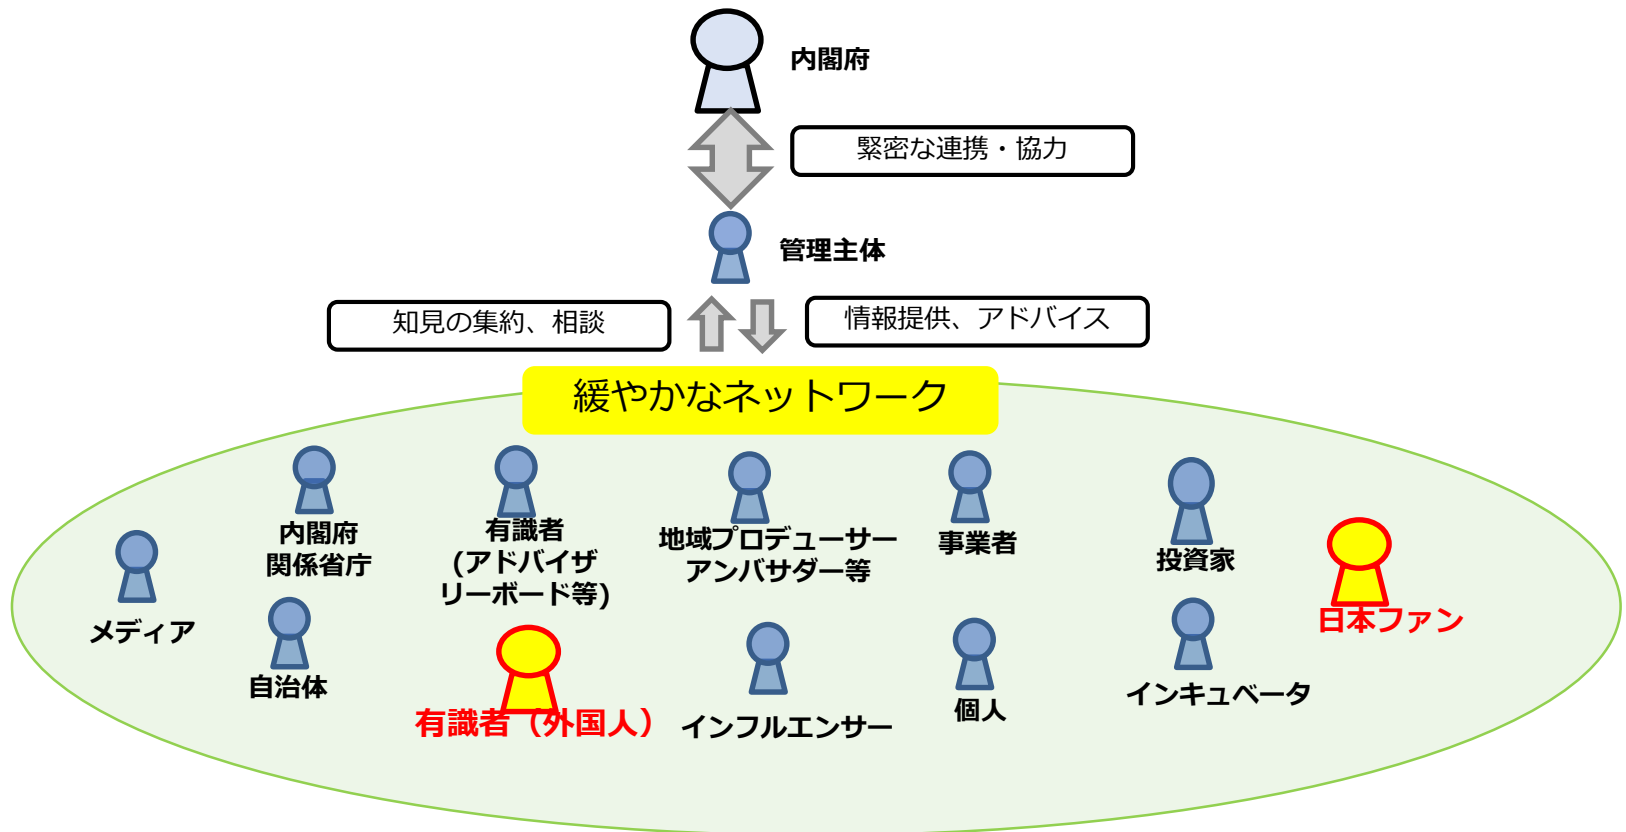 内閣府
緊密な連携・協力
管理主体
知見の集約、相談
情報提供、アドバイス
緩やかなネットワーク
内閣府
関係省庁
有識者
(アドバイザ
リーボード等)
地域プロデューサー
アンバサダー等
事業者
投資家
日本ファン
メディア
自治体
有識者（外国人）
インフルエンサー
個人
インキュベータ